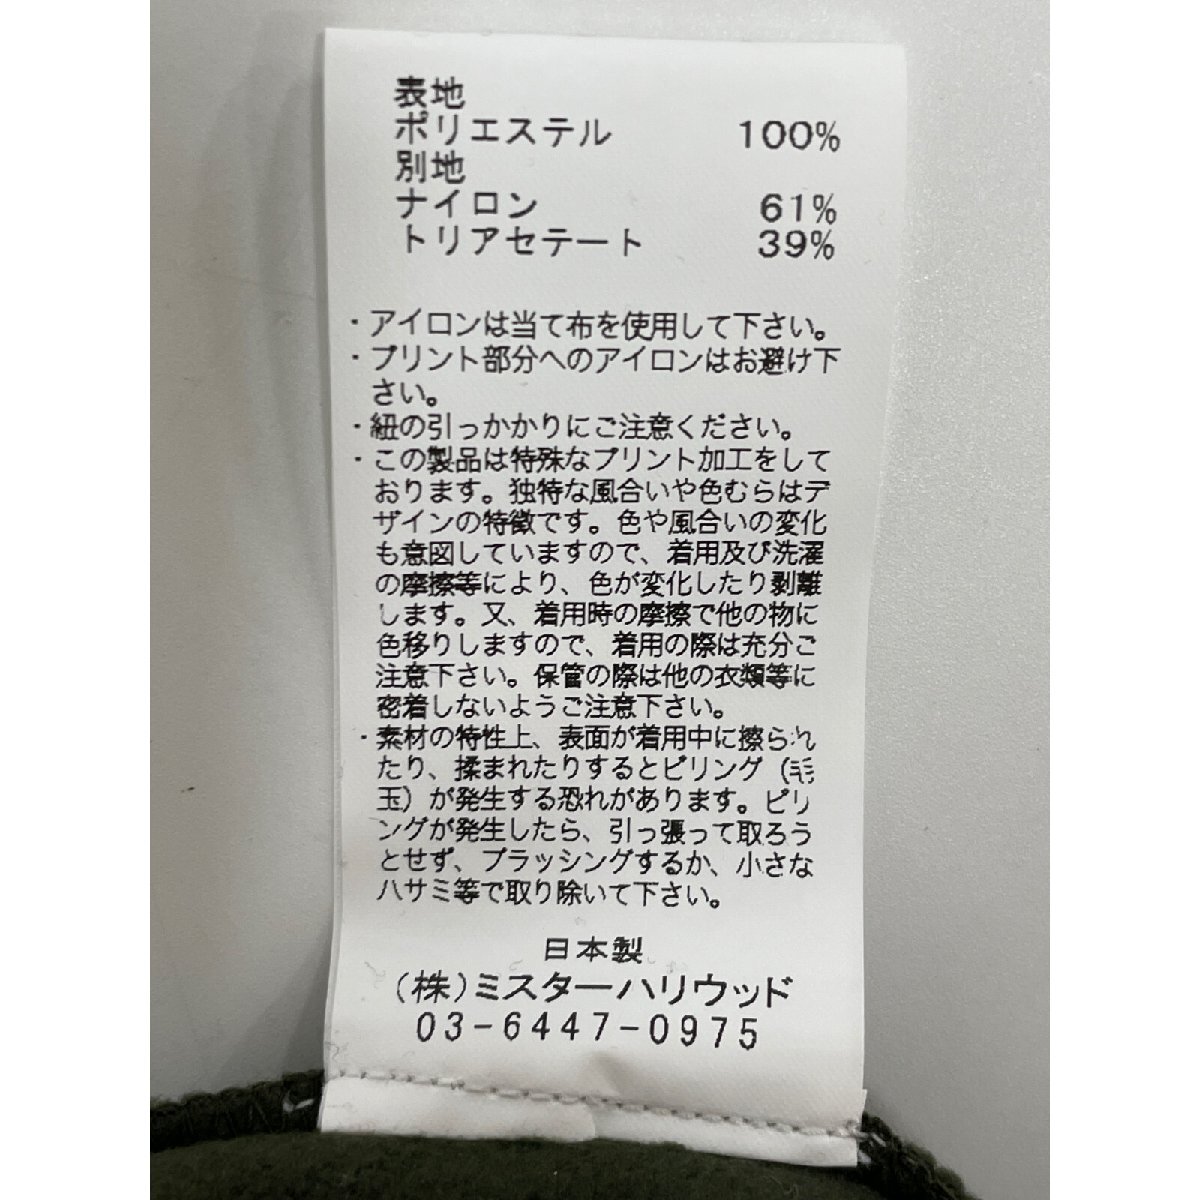 表地
ポリエステル 100%
別地
ナイロン 61%
トリアセテート 39%
・アイロンは当て布を使用して下さい。
・プリント部分へのアイロンはお避け下
さい。
・紐の引っかかりにご注意ください。
・この製品は特殊なプリント加工をして
おります。独特な風合いや色むらはデ
ザインの特徴です。色や風合いの変化
も意図していますので、着用及び洗濯
の摩擦等により、色が変化したり剥離
します。又、着用時の摩擦で他の物に
色移りしますので、着用の際は充分ご
注意下さい。保管の際は他の衣類等に
密着しないようご注意下さい。
・素材の特性上、表面が着用中に擦られ
たり、揉まれたりするとピリング（毛
玉）が発生する恐れがあります。ピリ
ングが発生したら、引っ張って取ろう
とせず、ブラッシングするか、小さな
ハサミ等で取り除いて下さい。
日本製
（株）ミスターハリウッド
03-6447-0975